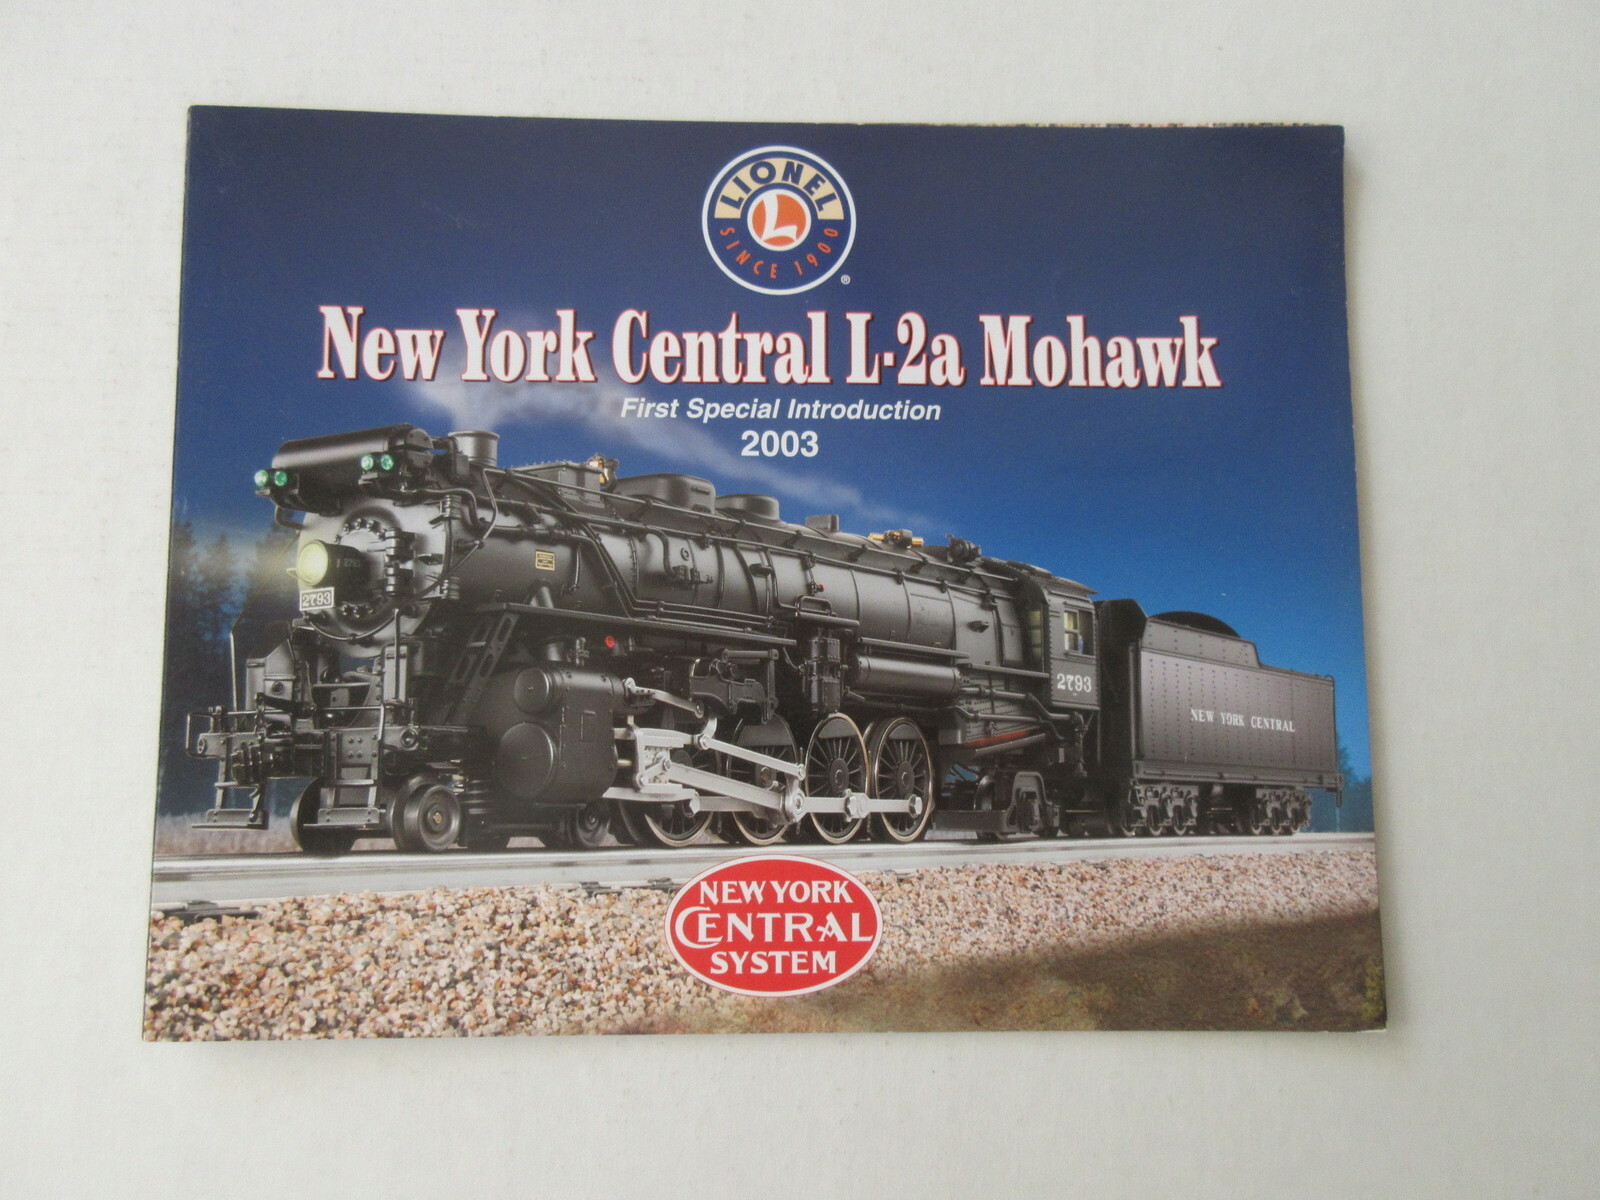 LIONEL
L
SINCE 1900
®
New York Central L-2a Mohawk
First Special Introduction
2003
2793
2793
2793
NEW YORK CENTRAL
NEW YORK
CENTRAL
SYSTEM